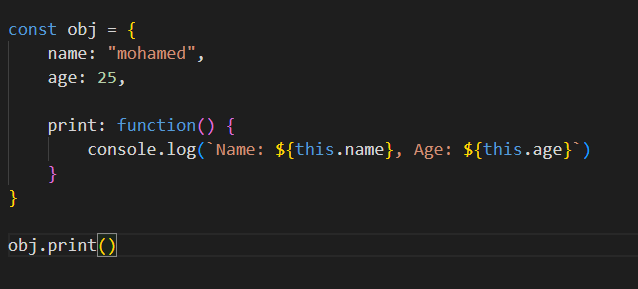 const obj = {
    name: "mohamed",
    age: 25,

    print: function() {
        console.log(`Name: ${this.name}, Age: ${this.age}`)
    }
}

obj.print()